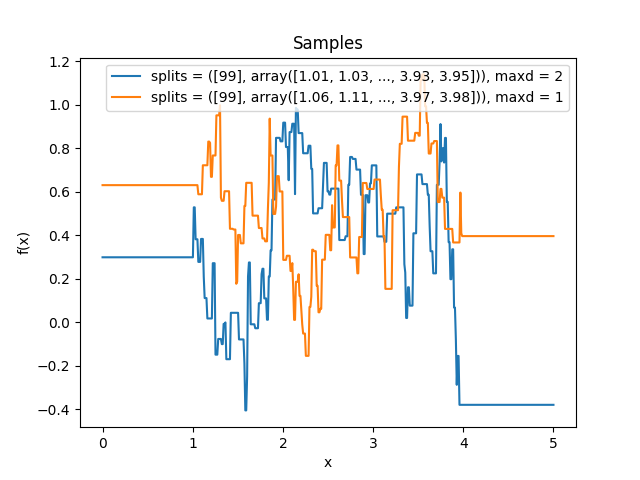 Samples
splits = ([99], array([1.01, 1.03, ..., 3.93, 3.95])), maxd = 2
splits = ([99], array([1.06, 1.11, ..., 3.97, 3.98])), maxd = 1
1.2
1.0
0.8
0.6
0.4
0.2
0.0
−0.2
−0.4
f(x)
0 1 2 3 4 5
x